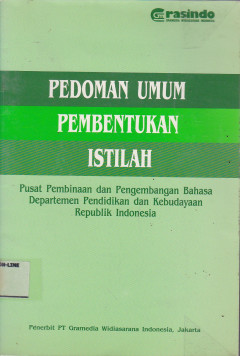 Grasindo
PEDOMAN UMUM
PEMBENTUKAN
ISTILAH
Pusat Pembinaan dan Pengembangan Bahasa
Departemen Pendidikan dan Kebudayaan
Republik Indonesia
Penerbit PT Gramedia Widiasarana Indonesia, Jakarta